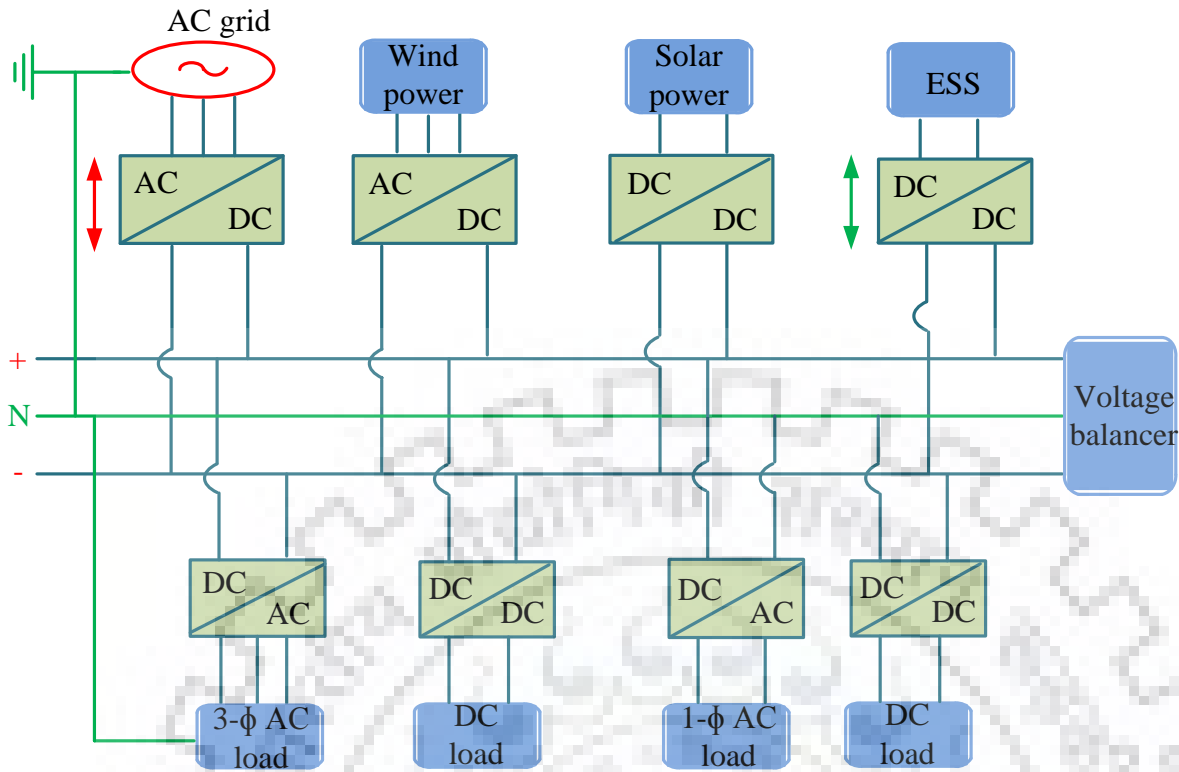 AC grid
Wind
power
Solar
power
ESS
AC
DC
AC
DC
DC
DC
DC
DC
+
N
-
Voltage
balancer
DC
AC
DC
DC
DC
AC
DC
DC
3-ϕ AC
load
DC
load
1-ϕ AC
load
DC
load